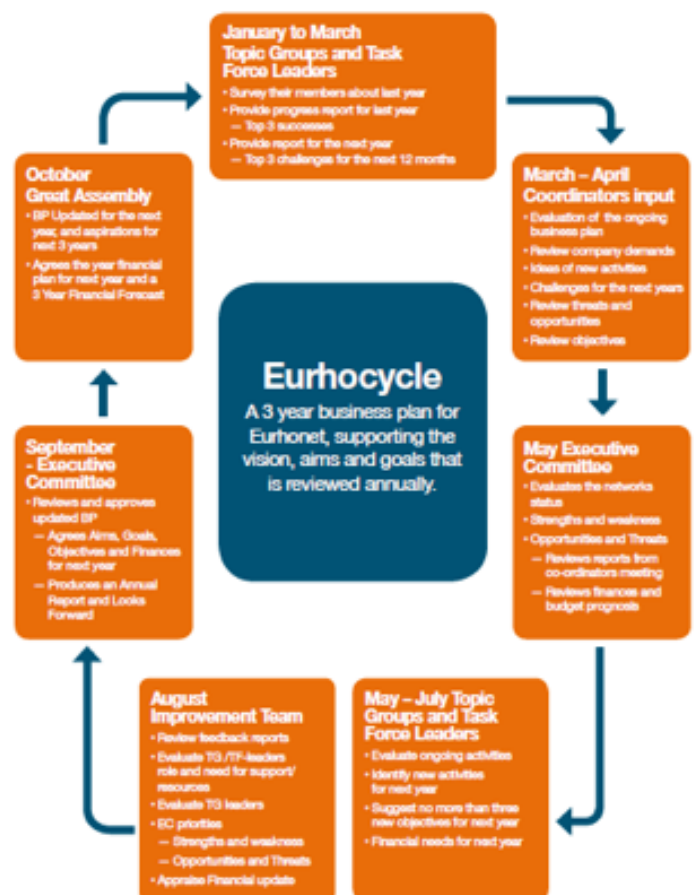 January to March
Topic Groups and Task
Force Leaders
• Survey their members about last year
• Provide progress report for last year
— Top 3 successes
• Provide report for the next year
— Top 3 challenges for the next 12 months
March – April
Coordinators input
• Evaluation of the ongoing
business plan
• Review company demands
• Ideas of new activities
• Challenges for the next years
• Review threats and
opportunities
• Review objectives
May Executive
Committee
• Evaluates the networks
status
• Strengths and weakness
• Opportunities and Threats
— Reviews reports from
co-ordinators meeting
— Reviews finances and
budget prognosis
May – July Topic
Groups and Task
Force Leaders
• Evaluate ongoing activities
• Identify new activities
for next year
• Suggest no more than three
new objectives for next year
• Financial needs for next year
August
Improvement Team
• Review feedback reports
• Evaluate TG /TF-leaders
role and need for support/
resources
• Evaluate TG leaders
• EC priorities
— Strengths and weakness
— Opportunities and Threats
• Appraise Financial update
September
- Executive
Committee
• Reviews and approves
updated BP
— Agrees Aims, Goals,
Objectives and Finances
for next year
— Produces an Annual
Report and Looks
Forward
October
Great Assembly
• BP Updated for the next
year, and aspirations for
next 3 years
• Agrees the year financial
plan for next year and a
3 Year Financial Forecast
Eurhocycle
A 3 year business plan for
Eurhonet, supporting the
vision, aims and goals that
is reviewed annually.